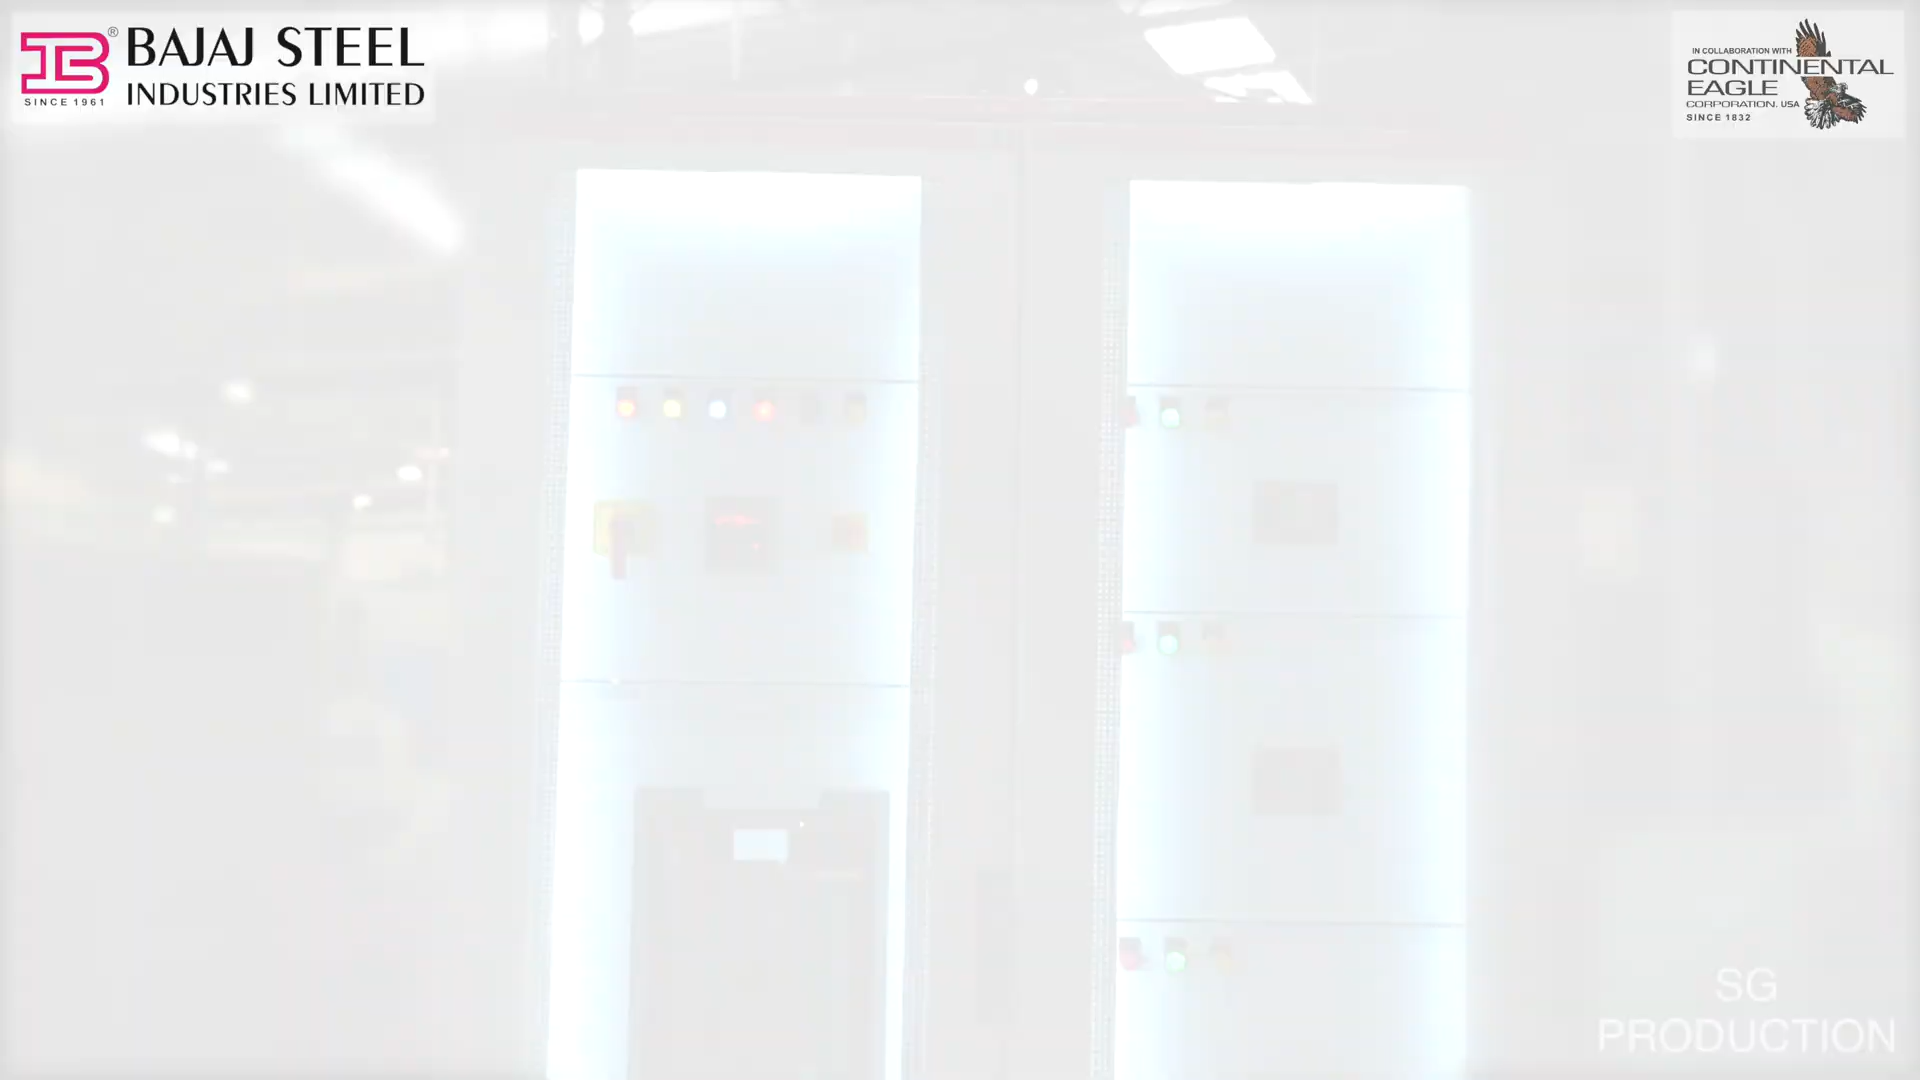 BAJAJ STEEL
INDUSTRIES LIMITED
SINCE 1961
IN COLLABORATION WITH
CONTINENTAL
EAGLE
CORPORATION. USA
SINCE 1832
SG
PRODUCTION